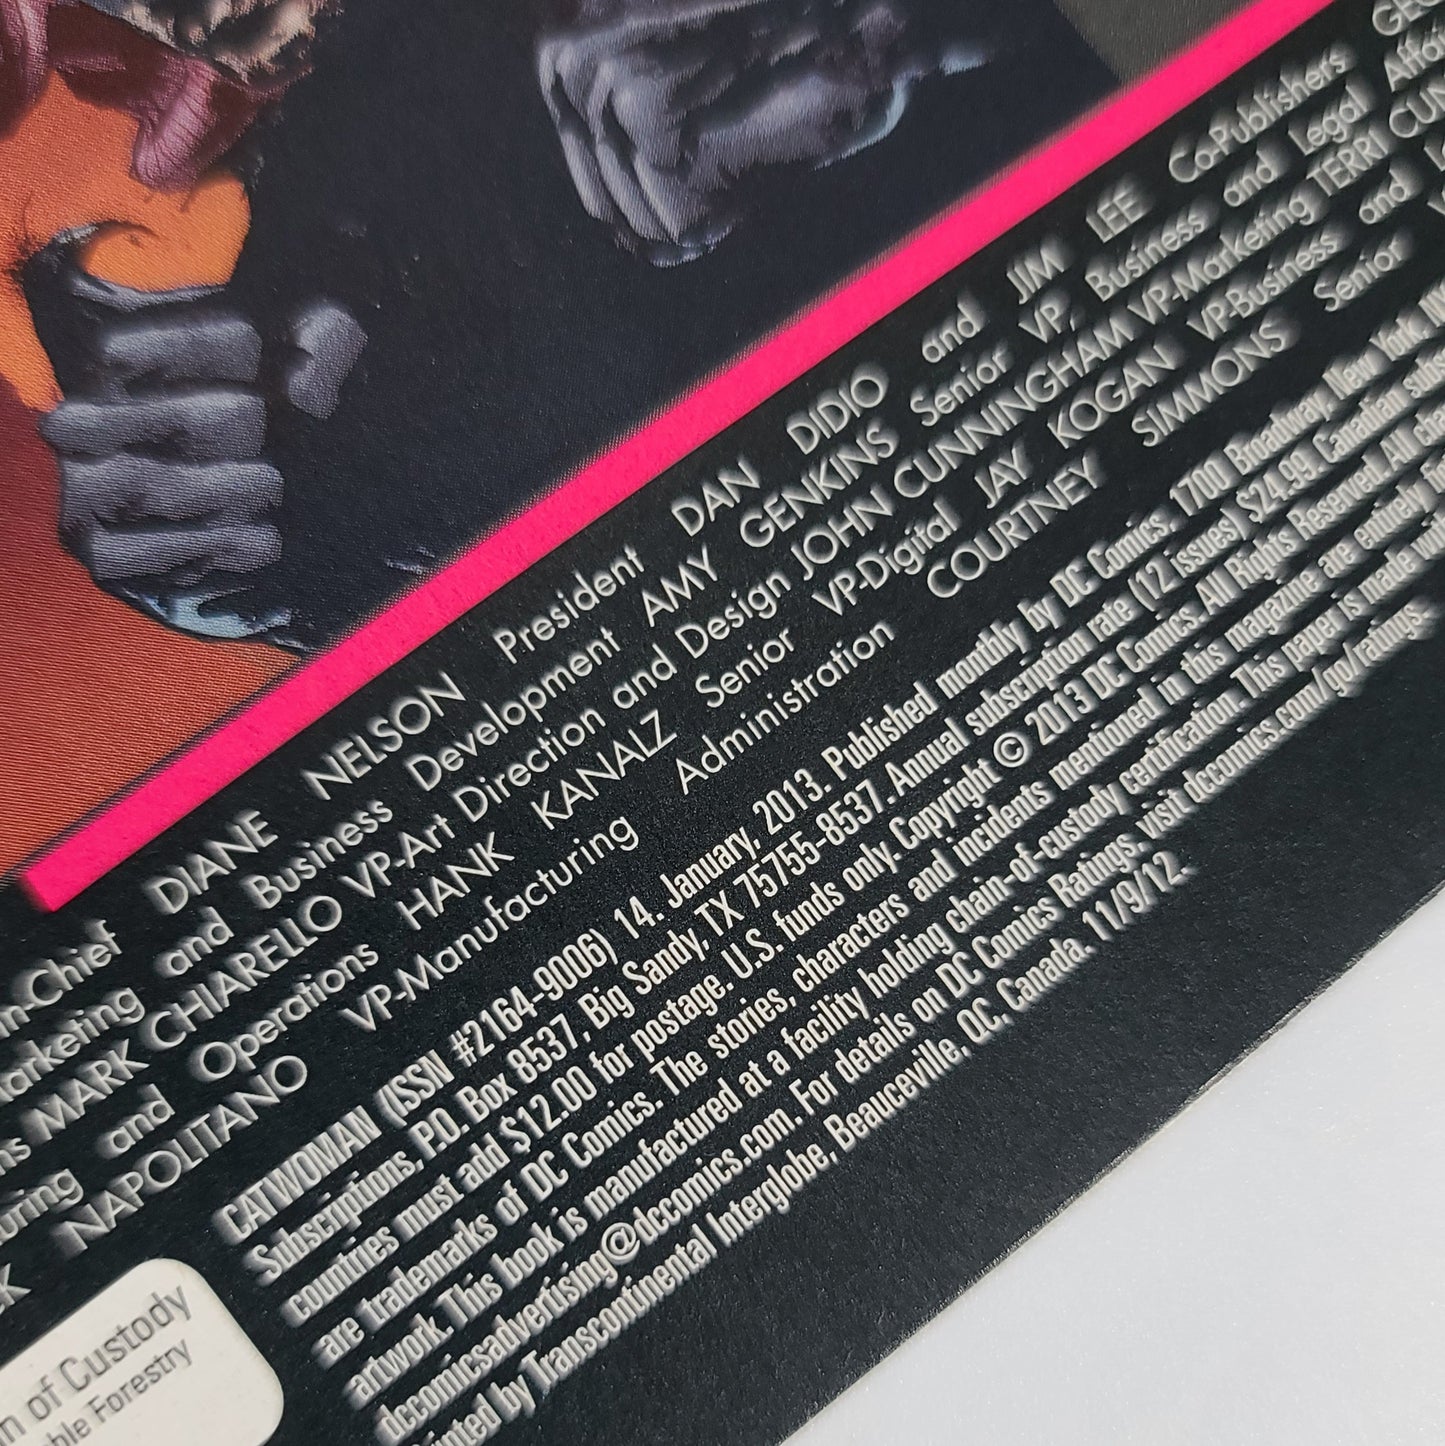 DIANE NELSON President DAN DIDIO and JIM LEE Co-Publishers
and Business Development AMY GENKINS Senior VP, Business and Legal Affairs
MARK CHIARELLO VP-Art Direction and Design JOHN CUNNINGHAM VP-Marketing TERRI
and Operations HANK KANALZ Senior VP-Digital JAY KOGAN VP-Business and
NAPOLITANO VP-Manufacturing Administration COURTNEY SIMMONS Senior
CATWOMAN (ISSN #2164-9006) 14. January, 2013. Published monthly by DC Comics, 1700 Broadway, New York,
Subscriptions, P.O. Box 8537, Big Sandy, TX 75755-8537. Annual subscription rate (12 issues) $24.99. Canadian
countries must add $12.00 for postage. U.S. funds only. Copyright © 2013 DC Comics. All Rights Reserved. All
are trademarks of DC Comics. The stories, characters and incidents mentioned in this magazine are entirely
artwork. This book is manufactured at a facility holding chain-of-custody certification. This paper is made
dccomicsadvertising@dccomics.com. For details on DC Comics Ratings, visit dccomics.com/go/ratings.
by Transcontinental Interglobe, Beauceville, QC, Canada. 11/9/12.
of Custody
Forestry